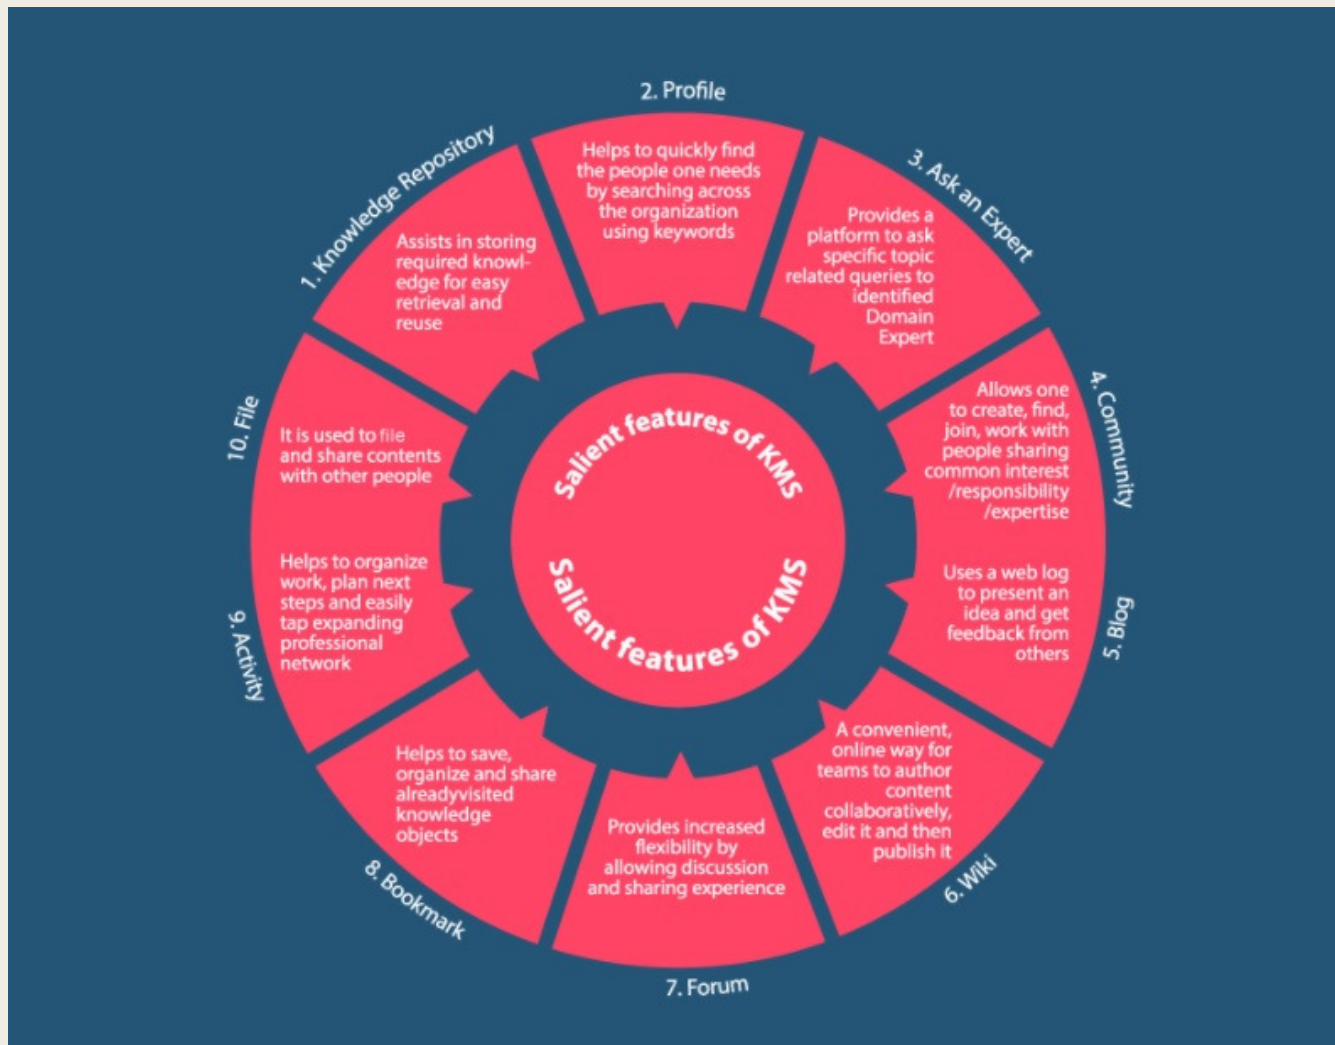 1. Knowledge Repository
Assists in storing
required knowl-
edge for easy
retrieval and
reuse
2. Profile
Helps to quickly find
the people one needs
by searching across
the organization
using keywords
3. Ask an Expert
Provides a
platform to ask
specific topic
related queries to
identified
Domain
Expert
4. Community
Allows one
to create, find,
join, work with
people sharing
common interest
/responsibility
/expertise
5. Blog
Uses a web log
to present an
idea and get
feedback from
others
6. Wiki
A convenient,
online way for
teams to author
content
collaboratively,
edit it and then
publish it
7. Forum
Provides increased
flexibility by
allowing discussion
and sharing experience
8. Bookmark
Helps to save,
organize and share
alreadyvisited
knowledge
objects
9. Activity
Helps to organize
work, plan next
steps and easily
tap expanding
professional
network
10. File
It is used to file
and share contents
with other people
Salient features of KMS
Salient features of KMS